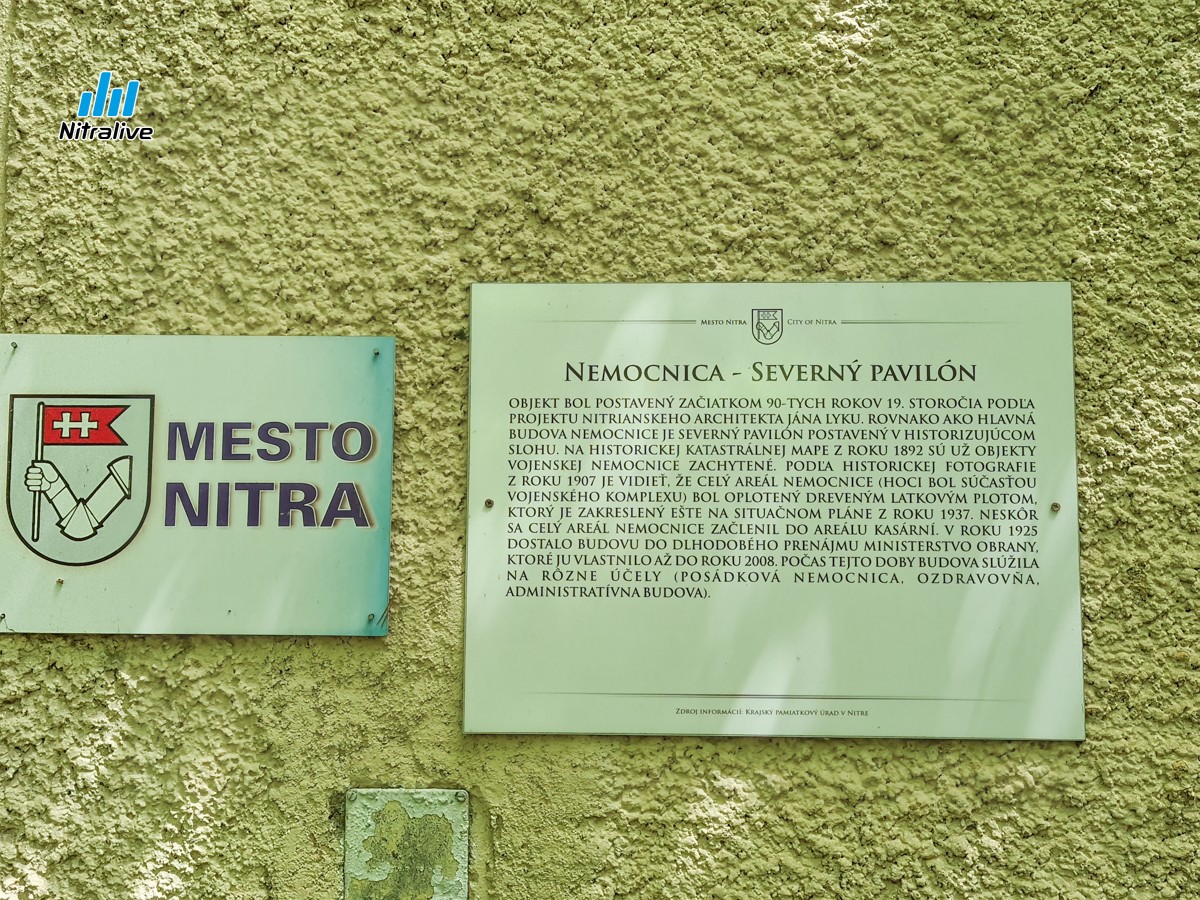 Nitralive
MESTO
NITRA
MESTO NITRA CITY OF NITRA
NEMOCNICA - SEVERNÝ PAVILÓN
OBJEKT BOL POSTAVENÝ ZAČIATKOM 90-TYCH ROKOV 19. STOROČIA PODĽA
PROJEKTU NITRIANSKEHO ARCHITEKTA JÁNA LYKU. ROVNAKO AKO HLAVNÁ
BUDOVA NEMOCNICE JE SEVERNÝ PAVILÓN POSTAVENÝ V HISTORIZUJÚCOM
SLOHU. NA HISTORICKEJ KATASTRÁLNEJ MAPE Z ROKU 1892 SÚ UŽ OBJEKTY
VOJENSKEJ NEMOCNICE ZACHYTENÉ. PODĽA HISTORICKEJ FOTOGRAFIE
Z ROKU 1907 JE VIDIEŤ, ŽE CELÝ AREÁL NEMOCNICE (HOCI BOL SÚČASŤOU
VOJENSKÉHO KOMPLEXU) BOL OPLOTENÝ DREVENÝM LATKOVÝM PLOTOM,
KTORÝ JE ZAKRESLENÝ EŠTE NA SITUAČNOM PLÁNE Z ROKU 1937. NESKÔR
SA CELÝ AREÁL NEMOCNICE ZAČLENIL DO AREÁLU KASÁRNÍ. V ROKU 1925
DOSTALO BUDOVU DO DLHODOBÉHO PRENÁJMU MINISTERSTVO OBRANY,
KTORÉ JU VLASTNILO AŽ DO ROKU 2008. POČAS TEJTO DOBY BUDOVA SLÚŽILA
NA RÔZNE ÚČELY (POSÁDKOVÁ NEMOCNICA, OZDRAVOVŇA,
ADMINISTRATÍVNA BUDOVA).
ZDROJ INFORMÁCIÍ: KRAJSKÝ PAMIATKOVÝ ÚRAD V NITRE